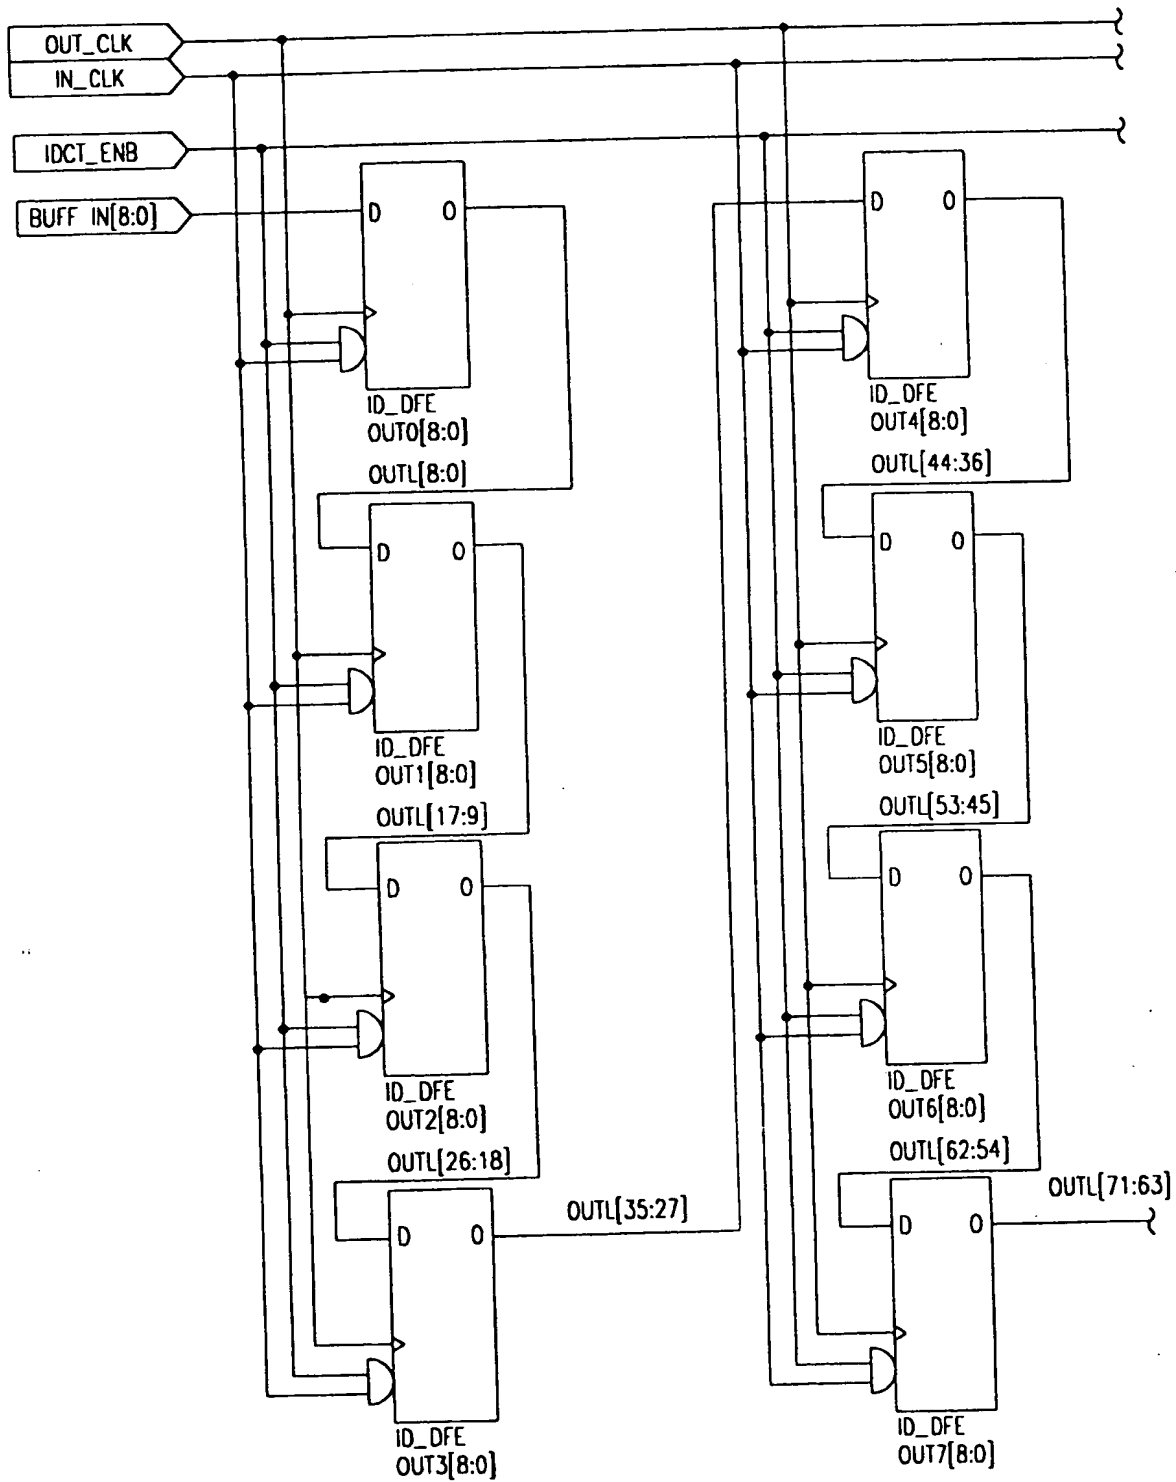 OUT_CLK
IN_CLK
IDCT_ENB
BUFF IN[8:0]
D O
ID_DFE
OUT0[8:0]
OUTL[8:0]
D O
ID_DFE
OUT1[8:0]
OUTL[17:9]
D O
ID_DFE
OUT2[8:0]
OUTL[26:18]
D O
ID_DFE
OUT3[8:0]
OUTL[35:27]
D O
ID_DFE
OUT4[8:0]
OUTL[44:36]
D O
ID_DFE
OUT5[8:0]
OUTL[53:45]
D O
ID_DFE
OUT6[8:0]
OUTL[62:54]
D O
ID_DFE
OUT7[8:0]
OUTL[71:63]